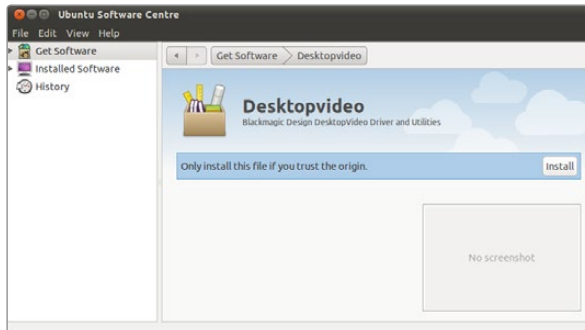 Ubuntu Software Centre
File Edit View Help
Get Software
Installed Software
History
Get Software Desktopvideo
Desktopvideo
Blackmagic Design DesktopVideo Driver and Utilities
Only install this file if you trust the origin. Install
No screenshot